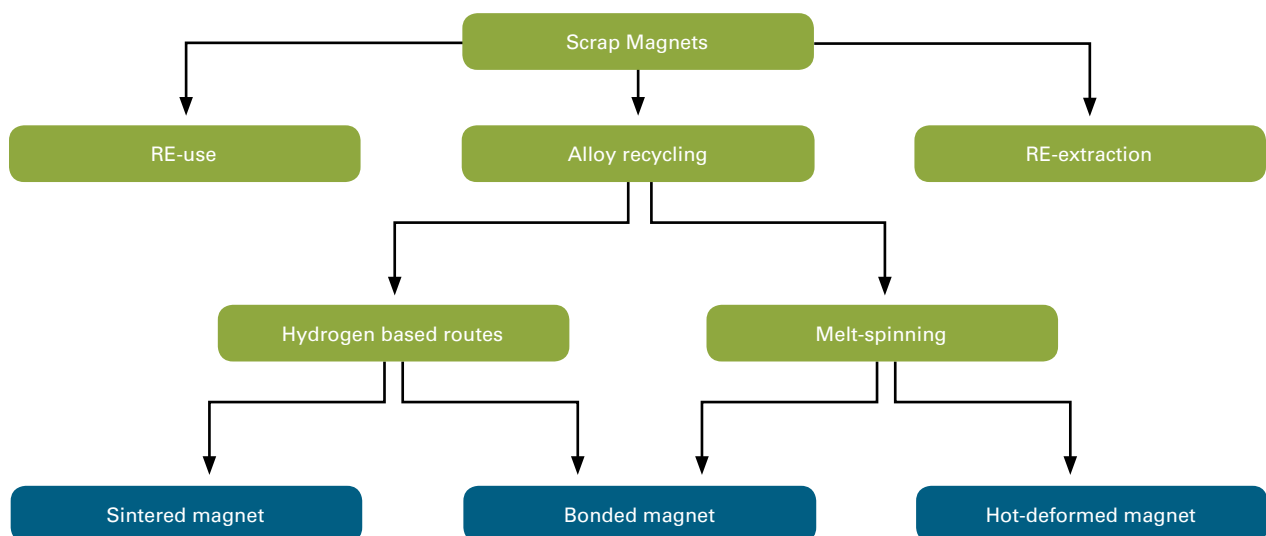 Scrap Magnets
RE-use
Alloy recycling
RE-extraction
Hydrogen based routes
Melt-spinning
Sintered magnet
Bonded magnet
Hot-deformed magnet